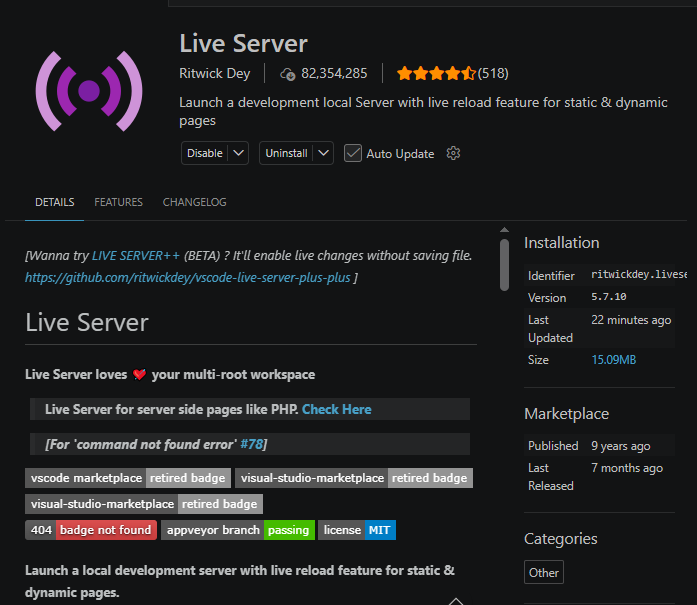 Live Server
Ritwick Dey 82,354,285 (518)
Launch a development local Server with live reload feature for static & dynamic
pages
Disable Uninstall Auto Update
DETAILS FEATURES CHANGELOG
[Wanna try LIVE SERVER++ (BETA) ? It'll enable live changes without saving file.
https://github.com/ritwickdey/vscode-live-server-plus-plus ]
Live Server
Live Server loves your multi-root workspace
Live Server for server side pages like PHP. Check Here
[For 'command not found error' #78]
vscode marketplace retired badge visual-studio-marketplace retired badge
visual-studio-marketplace retired badge
404 badge not found appveyor branch passing license MIT
Launch a local development server with live reload feature for static &
dynamic pages.
Installation
Identifier ritwickdey.livese
Version 5.7.10
Last 22 minutes ago
Updated
Size 15.09MB
Marketplace
Published 9 years ago
Last 7 months ago
Released
Categories
Other